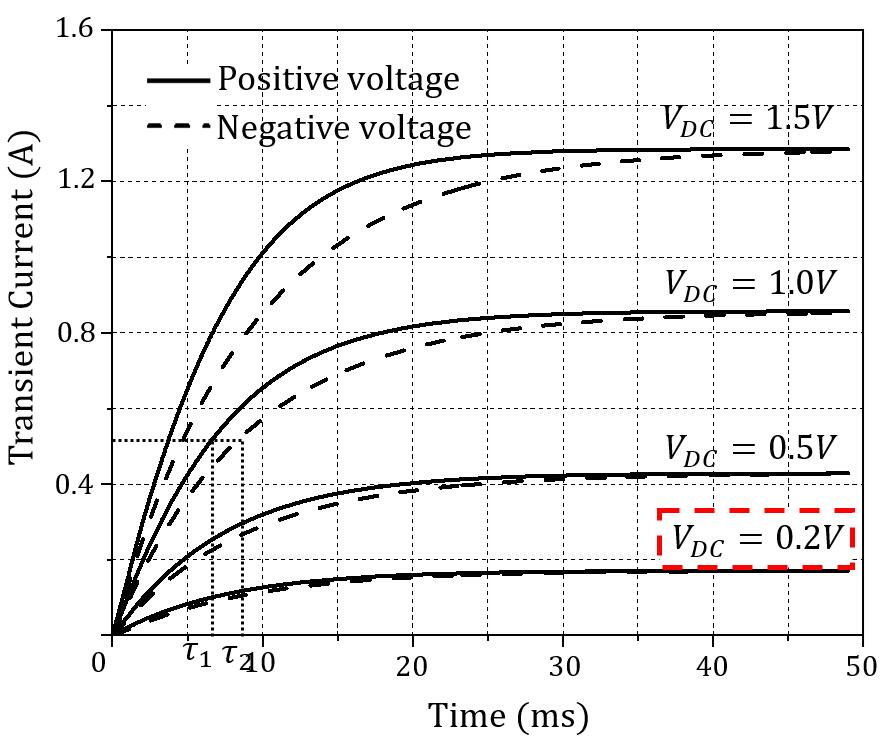 1.6
Positive voltage
Negative voltage
V_DC = 1.5V
1.2
V_DC = 1.0V
0.8
V_DC = 0.5V
0.4
V_DC = 0.2V
Transient Current (A)
0 τ₁ τ₂ 10 20 30 40 50
Time (ms)